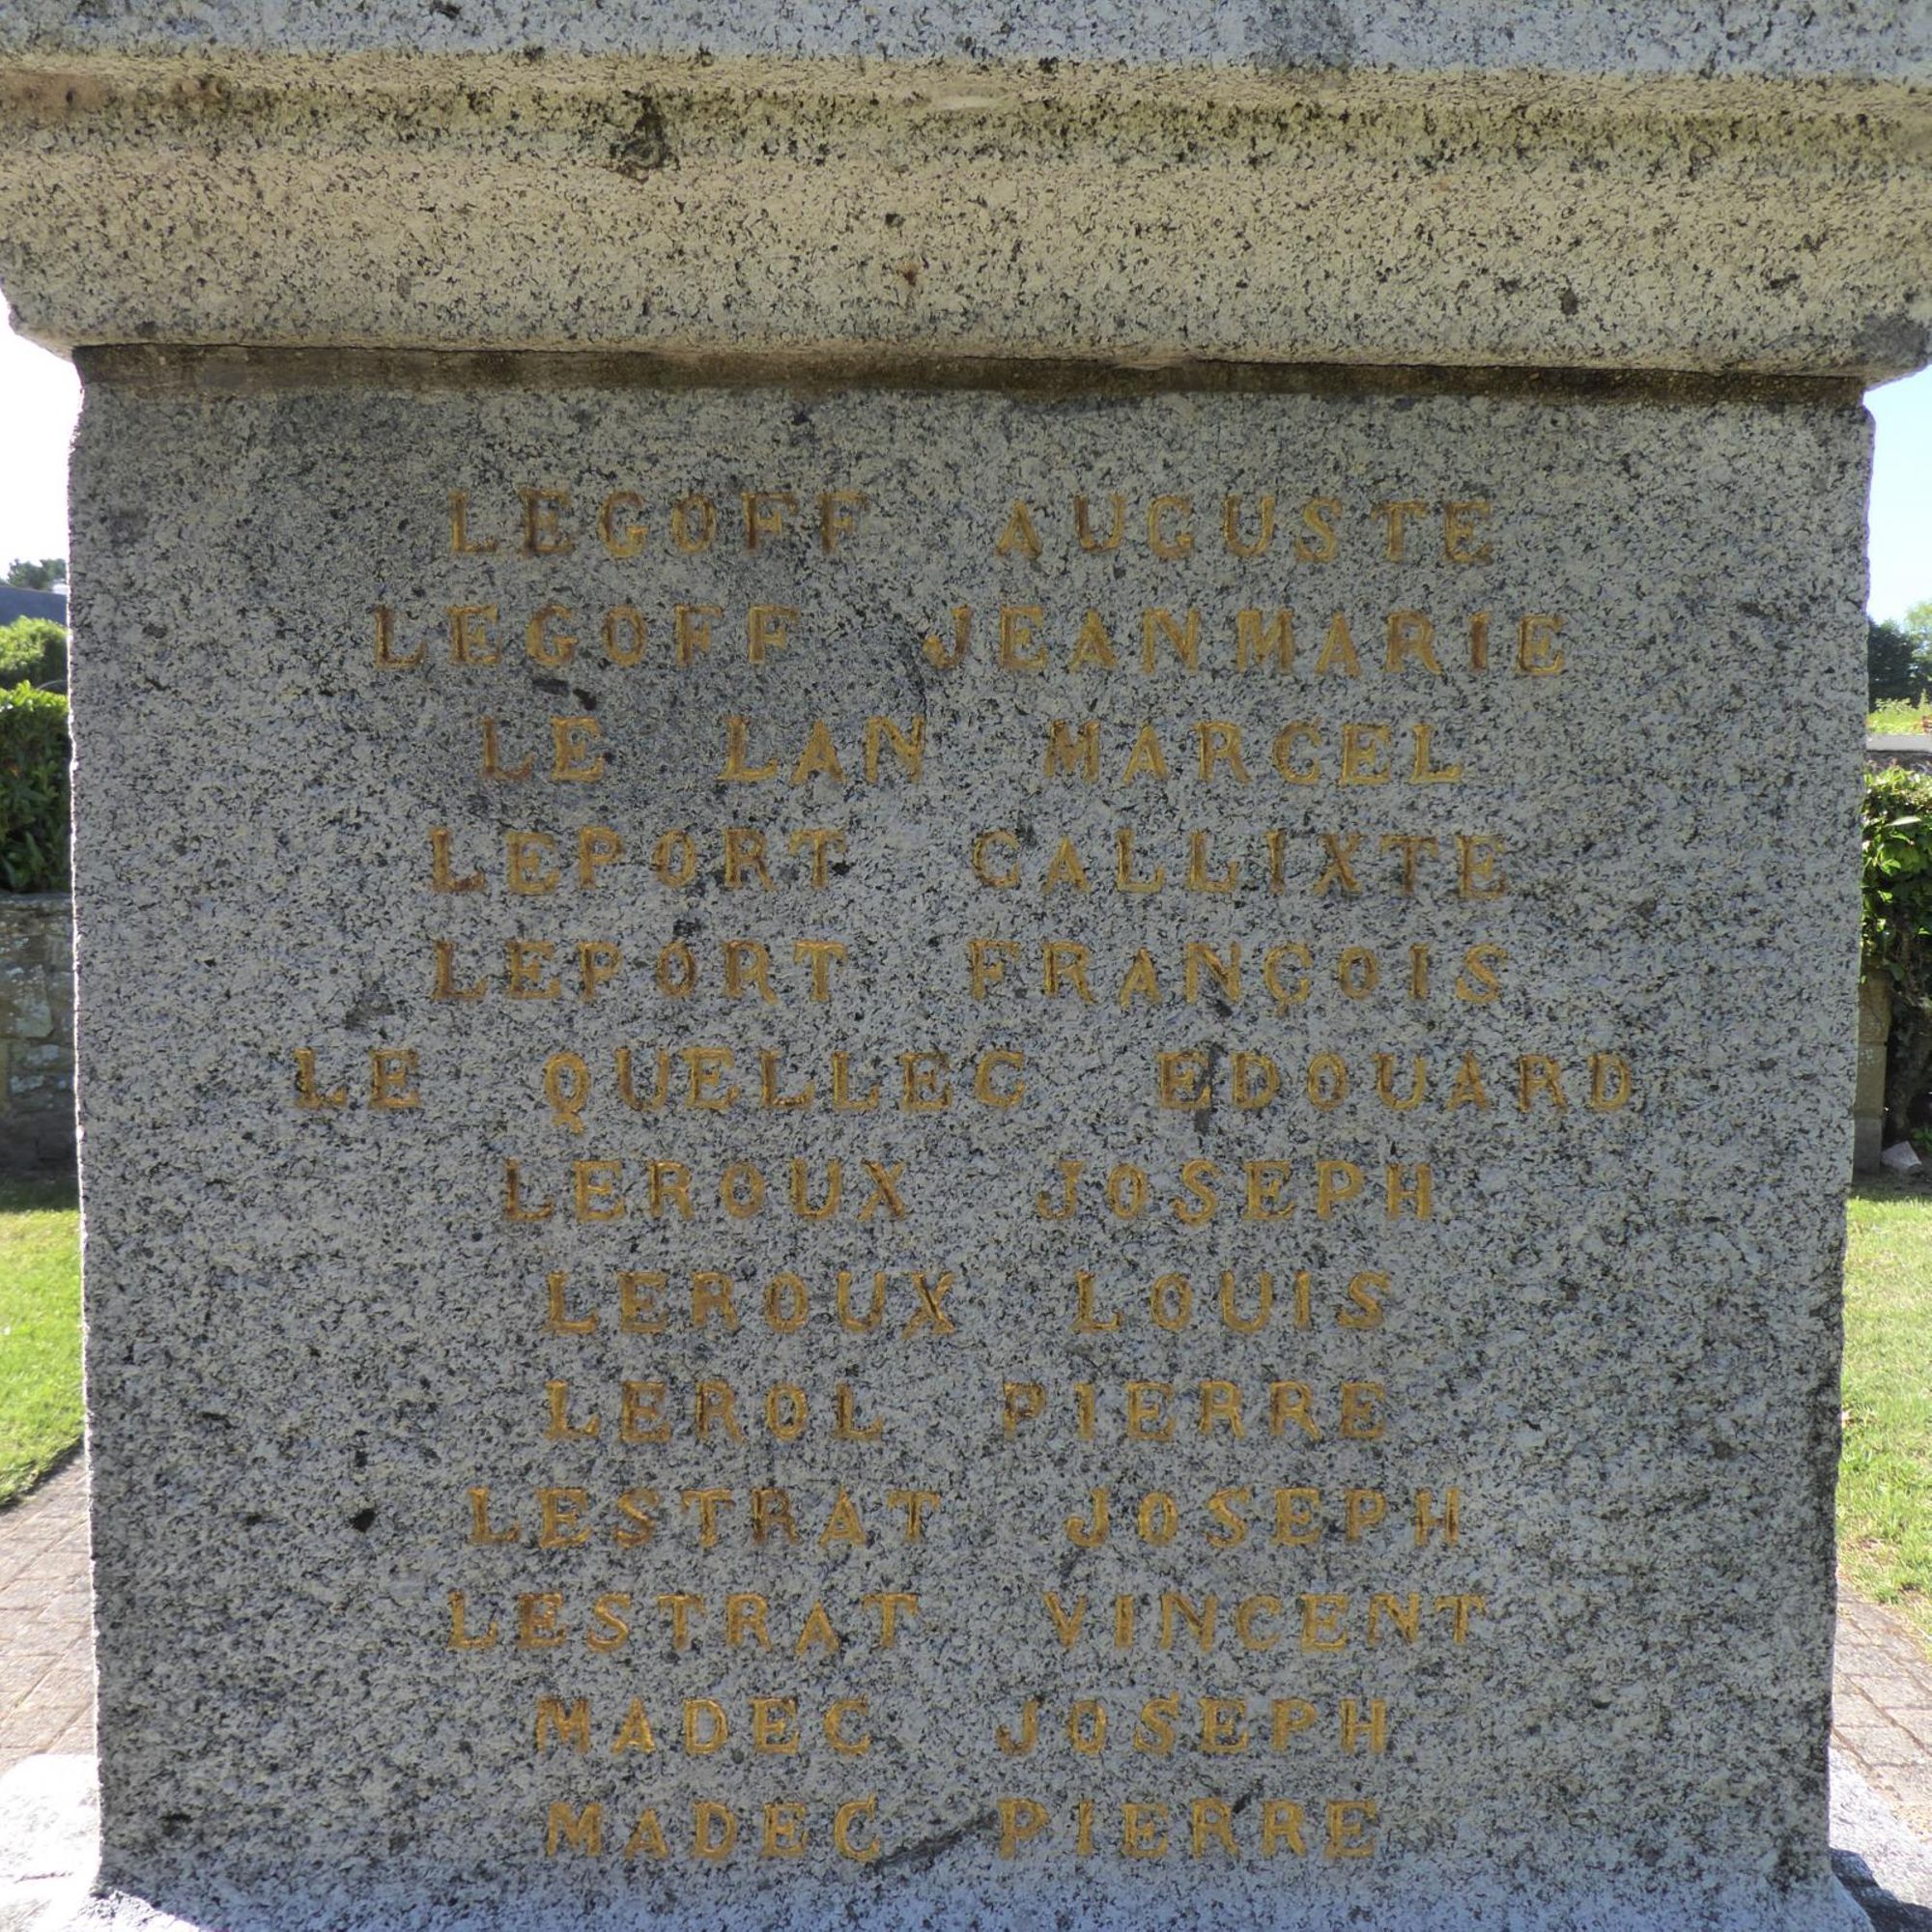 LEGOFF AUGUSTE
LEGOFF JEANMARIE
LE LAN MARCEL
LEPORT CALLIXTE
LEPORT FRANÇOIS
LE QUELLEC EDOUARD
LEROUX JOSEPH
LEROUX LOUIS
LEROL PIERRE
LESTRAT JOSEPH
LESTRAT VINCENT
MADEC JOSEPH
MADEC PIERRE